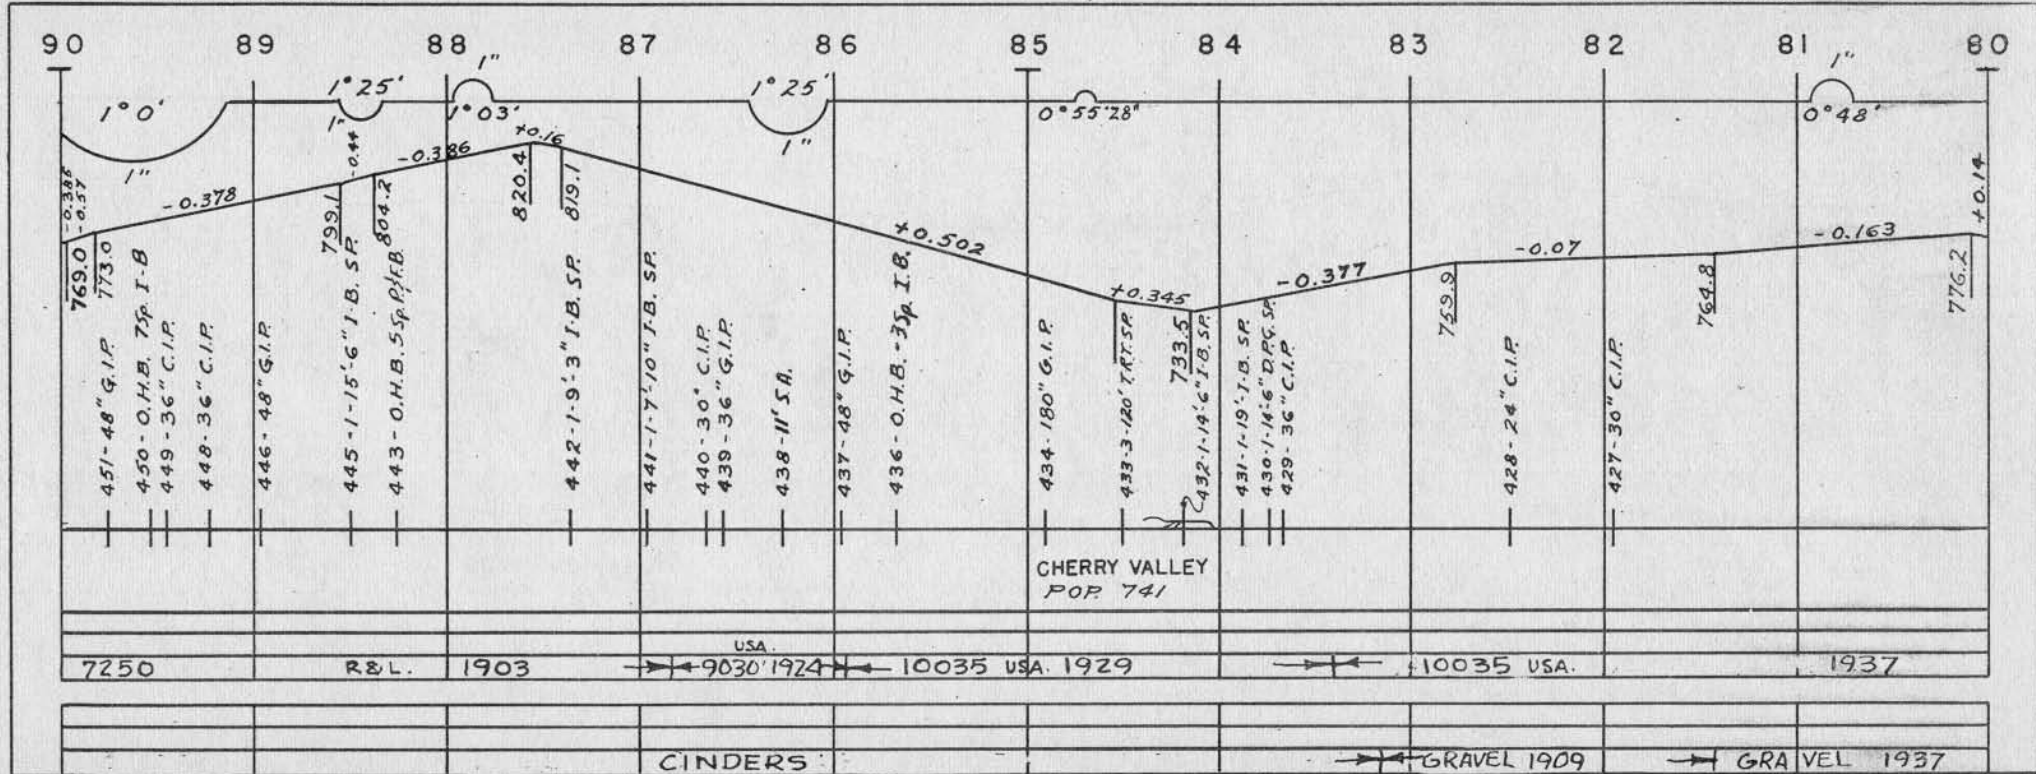 90 89 88 87 86 85 84 83 82 81 80
1°0' 1°25' 1" 1°03' 1°25' 0°55'28" 1" 0°48'
1" 1" 1"
-0.386 -0.57 -0.378 -0.44 -0.386 +0.16 +0.502 +0.345 -0.377 -0.07 -0.163 +0.14
769.0 773.0 799.1 804.2 820.4 819.1 733.5 759.9 764.8 776.2
451-48" G.I.P.
450-O.H.B. 7Sp. I-B
449-36" C.I.P.
448-36" C.I.P.
446-48" G.I.P.
445-1-15'-6" I-B. SP.
443-O.H.B. 5 Sp.
442-1-9'-3" I-B. SP.
441-1-7'-10" I-B. SP.
440-30" C.I.P.
439-36" G.I.P.
438-11' S.A.
437-48" G.I.P.
436-O.H.B.-3Sp. I.B.
434-180" G.I.P.
433-3-120' T.R.T. SP.
432-1-14'-6" I-B. SP.
431-1-19'-I-B. SP.
430-1-14'-6" D.P.G. SP.
429-36" C.I.P.
428-24" C.I.P.
427-30" C.I.P.
CHERRY VALLEY
POP. 741
7250 R&L. 1903 USA. 9030' 1924 10035 USA. 1929 10035 USA. 1937
CINDERS GRAVEL 1909 GRAVEL 1937